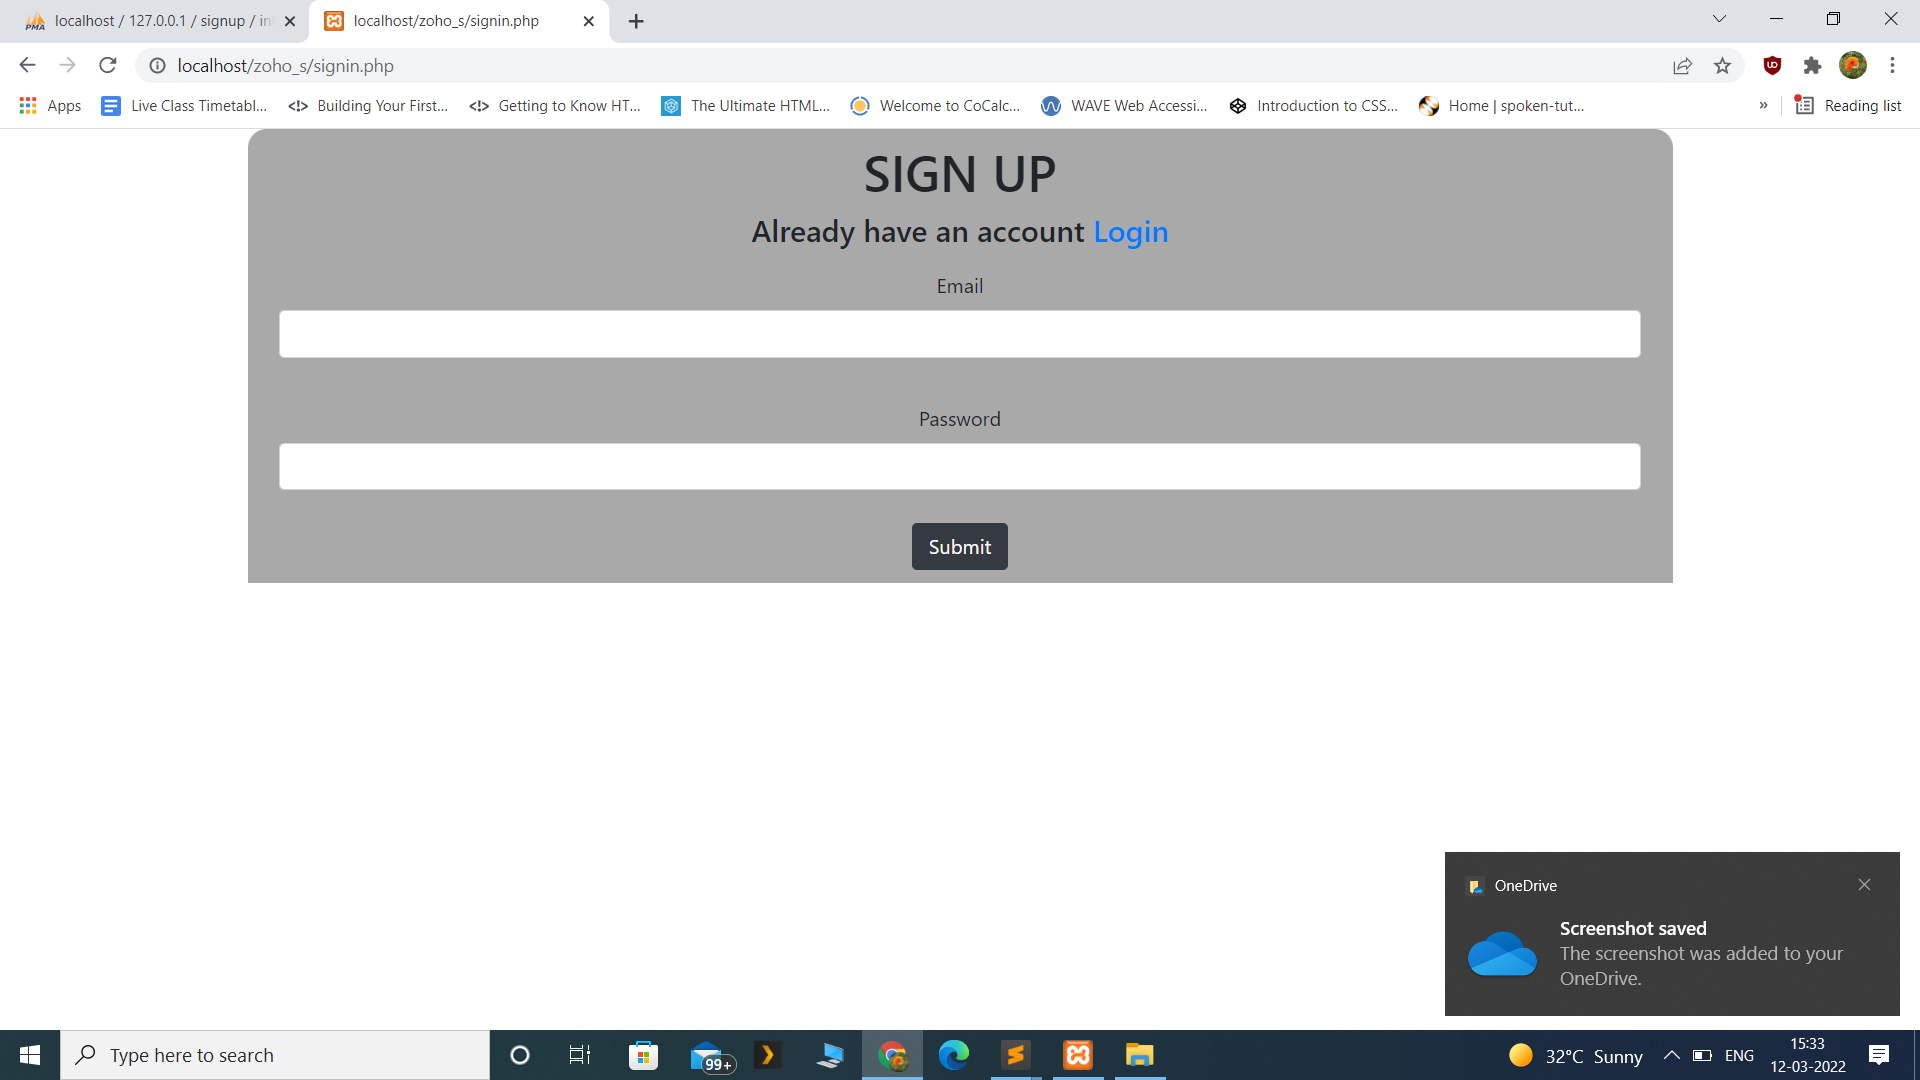 localhost / 127.0.0.1 / signup / in
localhost/zoho_s/signin.php
localhost/zoho_s/signin.php
Apps
Live Class Timetabl...
Building Your First...
Getting to Know HT...
The Ultimate HTML...
Welcome to CoCalc...
WAVE Web Accessi...
Introduction to CSS...
Home | spoken-tut...
»
Reading list
SIGN UP
Already have an account Login
Email
Password
Submit
OneDrive
Screenshot saved
The screenshot was added to your
OneDrive.
Type here to search
99+
32°C Sunny
ENG
15:33
12-03-2022